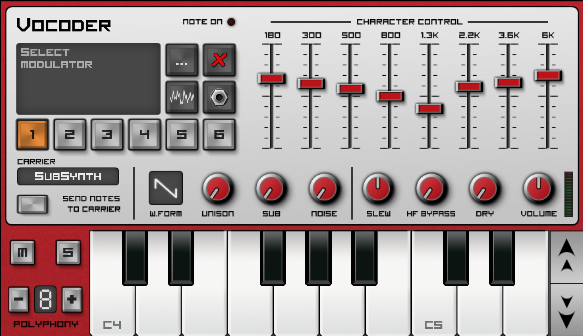 VOCODER
NOTE ON
CHARACTER CONTROL
180 300 500 800 1.3K 2.2K 3.6K 6K
SELECT
MODULATOR
...
1 2 3 4 5 6
CARRIER
SUBSYNTH
SEND NOTES
TO CARRIER
W.FORM UNISON SUB NOISE SLEW HF BYPASS DRY VOLUME
M S
- 8 +
POLYPHONY
C4 C5